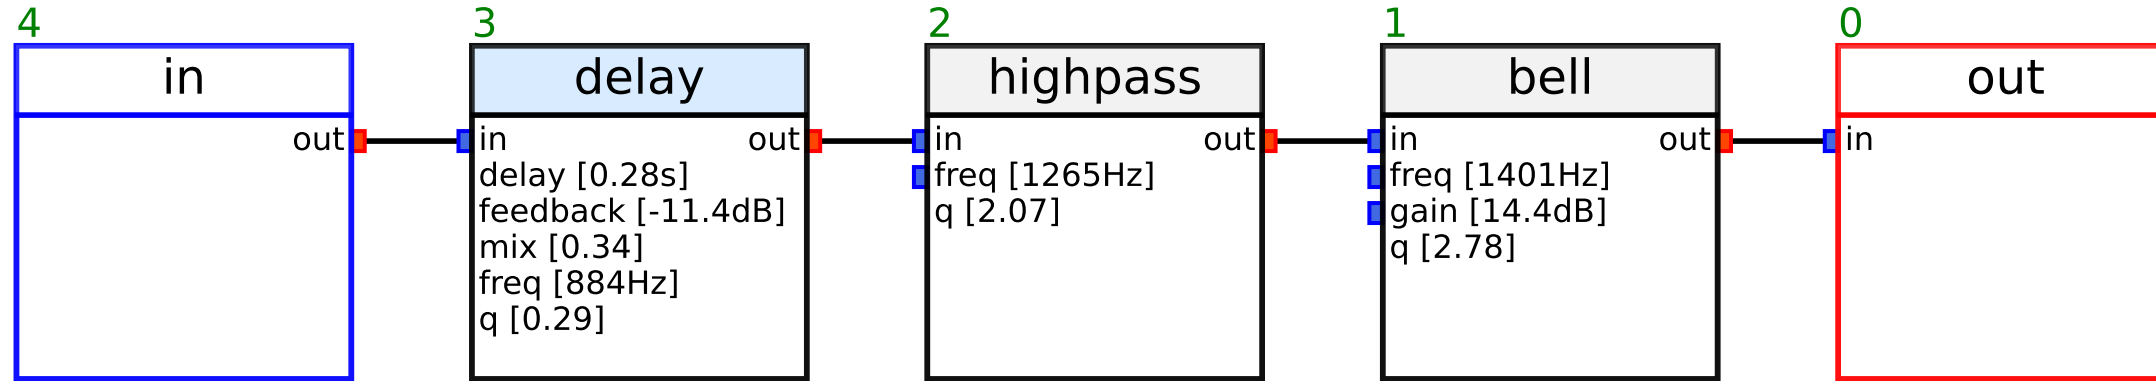 4
in
out
3
delay
in out
delay [0.28s]
feedback [-11.4dB]
mix [0.34]
freq [884Hz]
q [0.29]
2
highpass
in out
freq [1265Hz]
q [2.07]
1
bell
in out
freq [1401Hz]
gain [14.4dB]
q [2.78]
0
out
in